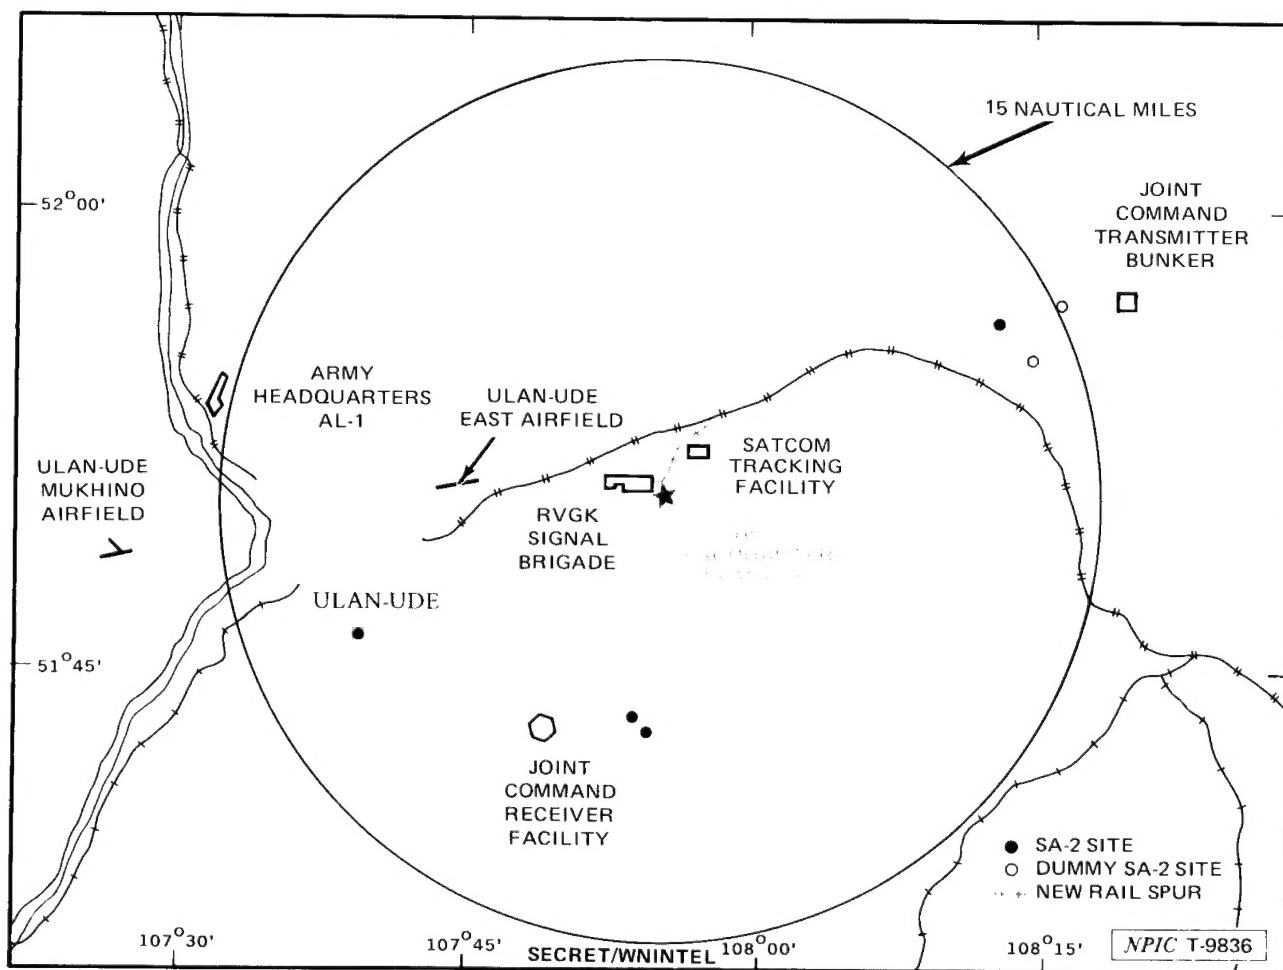 15 NAUTICAL MILES
52°00'
JOINT
COMMAND
TRANSMITTER
BUNKER
ARMY
HEADQUARTERS
AL-1
ULAN-UDE
EAST AIRFIELD
ULAN-UDE
MUKHINO
AIRFIELD
SATCOM
TRACKING
FACILITY
RVGK
SIGNAL
BRIGADE
ULAN-UDE
51°45'
JOINT
COMMAND
RECEIVER
FACILITY
SA-2 SITE
DUMMY SA-2 SITE
NEW RAIL SPUR
107°30'
107°45'
SECRET/WNINTEL
108°00'
108°15'
NPIC T-9836